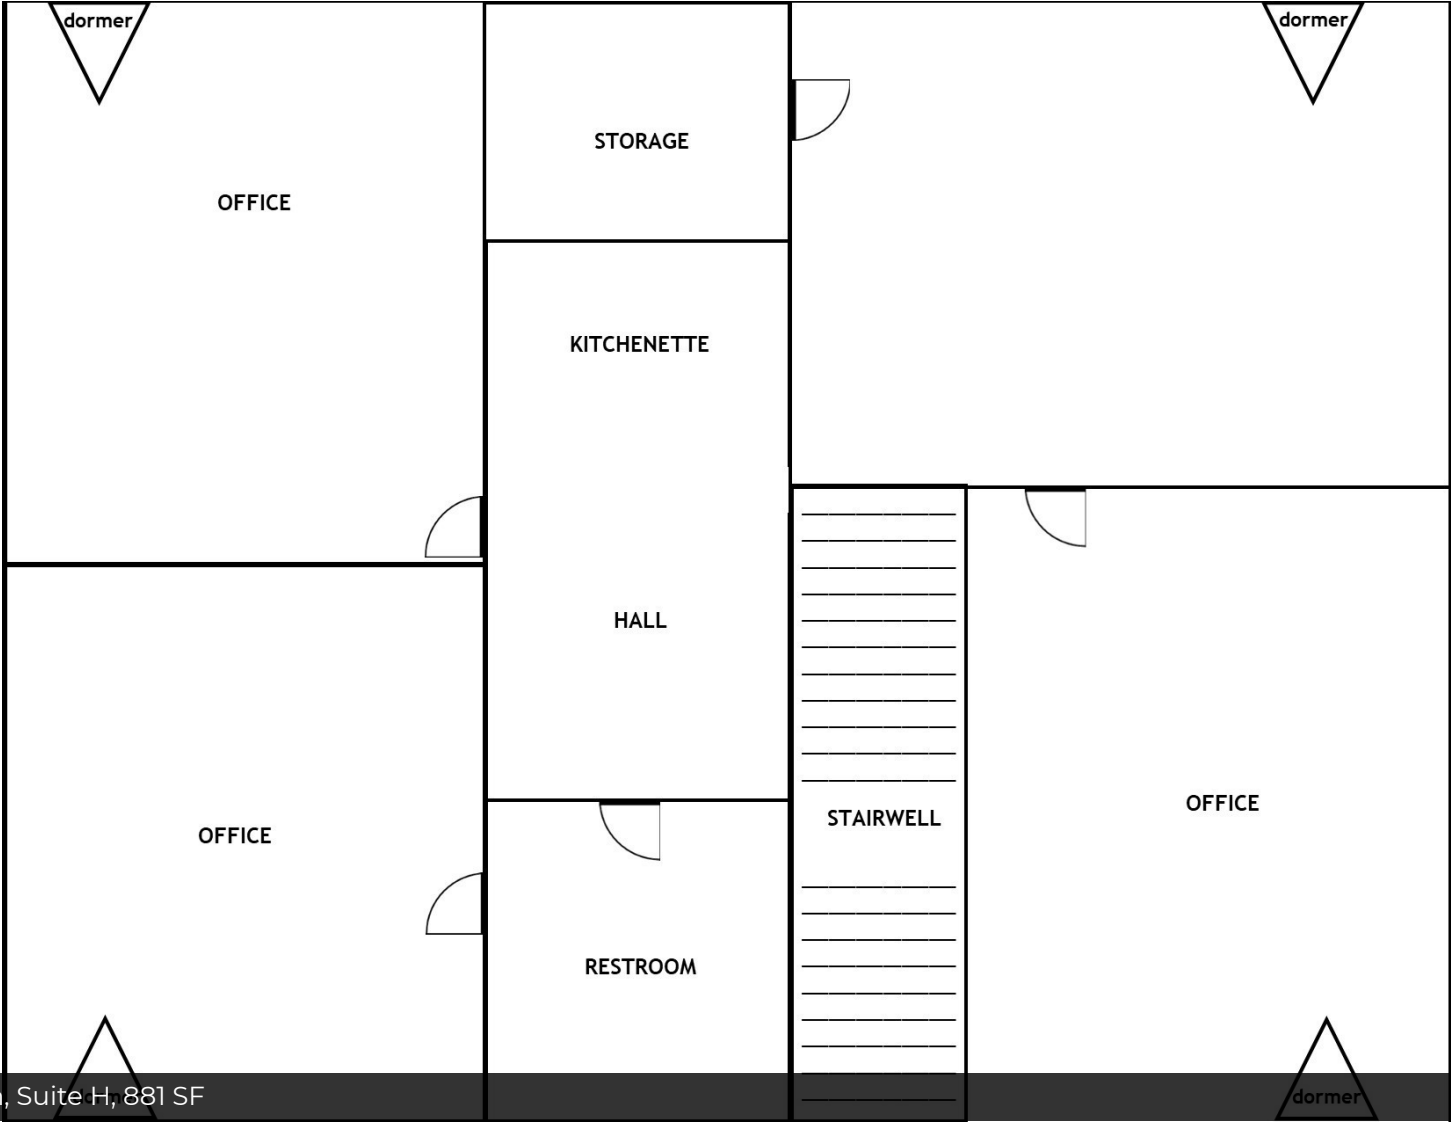 dormer
dormer
STORAGE
OFFICE
KITCHENETTE
HALL
OFFICE
STAIRWELL
OFFICE
RESTROOM
, Suite H, 881 SF
dormer